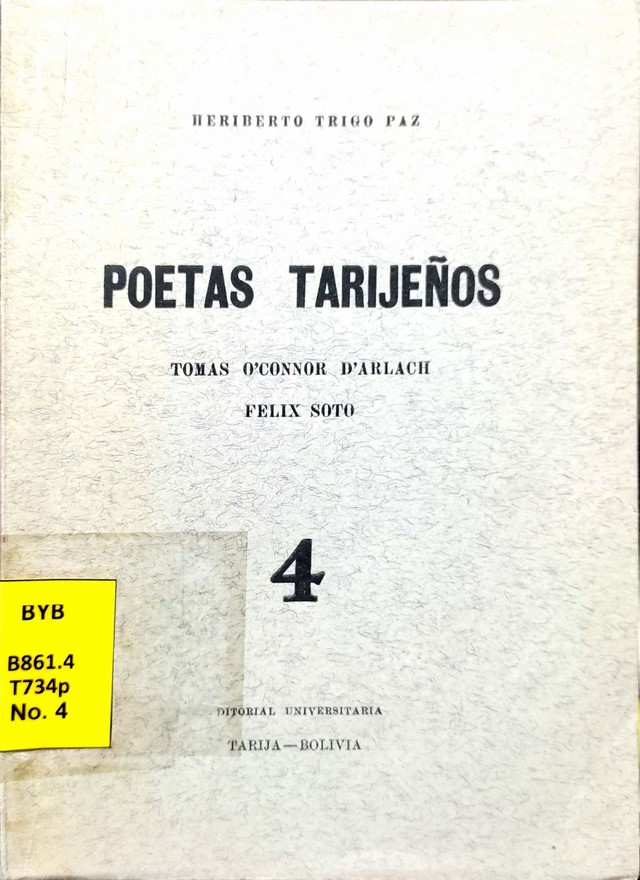 HERIBERTO TRIGO PAZ
POETAS TARIJEÑOS
TOMAS O'CONNOR D'ARLACH
FELIX SOTO
4
BYB
B861.4
T734p
No. 4
DITORIAL UNIVERSITARIA
TARIJA—BOLIVIA